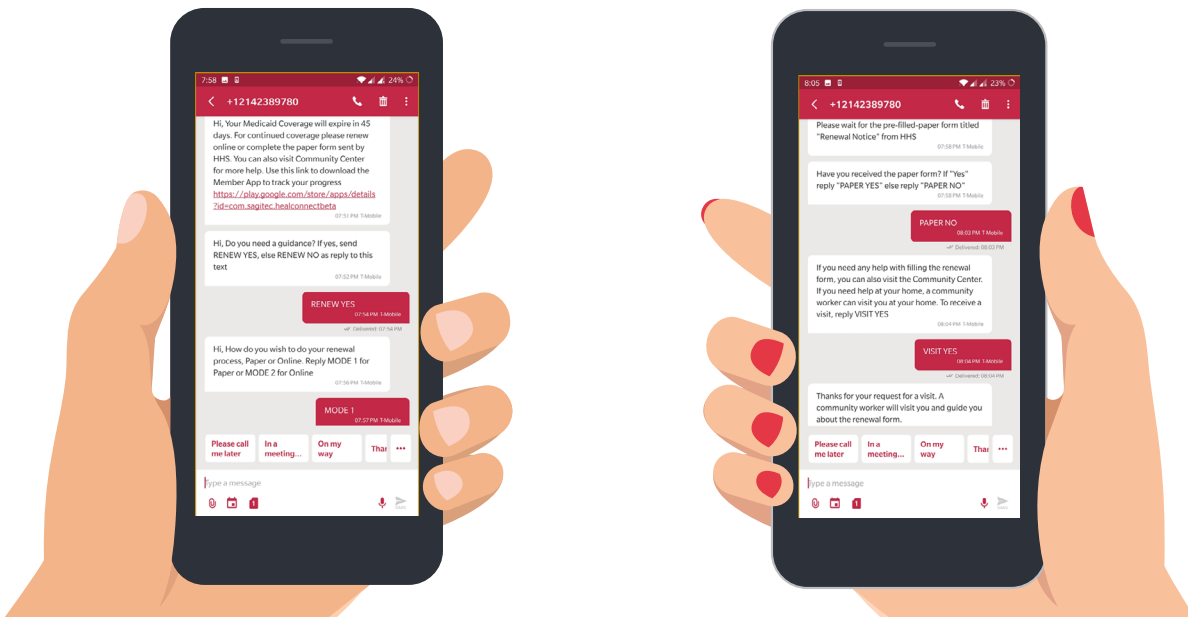 7:58
24%
+12142389780
Hi, Your Medicaid Coverage will expire in 45
days. For continued coverage please renew
online or complete the paper form sent by
HHS. You can also visit Community Center
for more help. Use this link to download the
Member App to track your progress
https://play.google.com/store/apps/details
?id=com.sagitec.healconnectbeta
07:51 PM T-Mobile
Hi, Do you need a guidance? If yes, send
RENEW YES, else RENEW NO as reply to this
text
07:52 PM T-Mobile
RENEW YES
07:54 PM T-Mobile
Delivered: 07:54 PM
Hi, How do you wish to do your renewal
process, Paper or Online. Reply MODE 1 for
Paper or MODE 2 for Online
07:56 PM T-Mobile
MODE 1
07:57 PM T-Mobile
Please call me later
In a meeting...
On my way
Than
Type a message
1
8:05
23%
+12142389780
Please wait for the pre-filled-paper form titled
"Renewal Notice" from HHS
07:58 PM T-Mobile
Have you received the paper form? If "Yes"
reply "PAPER YES" else reply "PAPER NO"
07:58 PM T-Mobile
PAPER NO
08:03 PM T-Mobile
Delivered: 08:03 PM
If you need any help with filling the renewal
form, you can also visit the Community Center.
If you need help at your home, a community
worker can visit you at your home. To receive a
visit, reply VISIT YES
08:04 PM T-Mobile
VISIT YES
08:04 PM T-Mobile
Delivered: 08:04 PM
Thanks for your request for a visit. A
community worker will visit you and guide you
about the renewal form.
Please call me later
In a meeting...
On my way
Than
Type a message
1